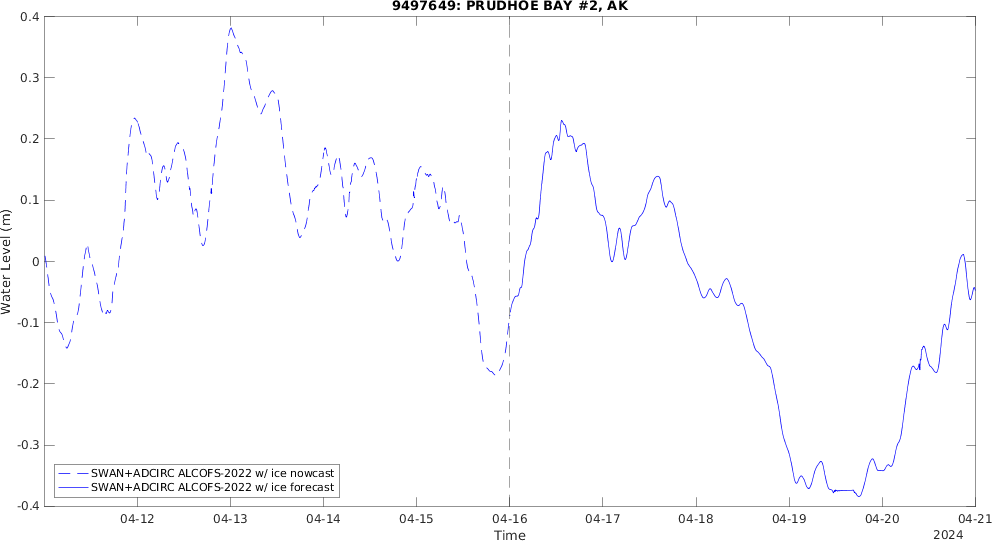 9497649: PRUDHOE BAY #2, AK
0.4
0.3
0.2
0.1
0
-0.1
-0.2
-0.3
-0.4
Water Level (m)
SWAN+ADCIRC ALCOFS-2022 w/ ice nowcast
SWAN+ADCIRC ALCOFS-2022 w/ ice forecast
04-12 04-13 04-14 04-15 04-16 04-17 04-18 04-19 04-20 04-21
Time
2024